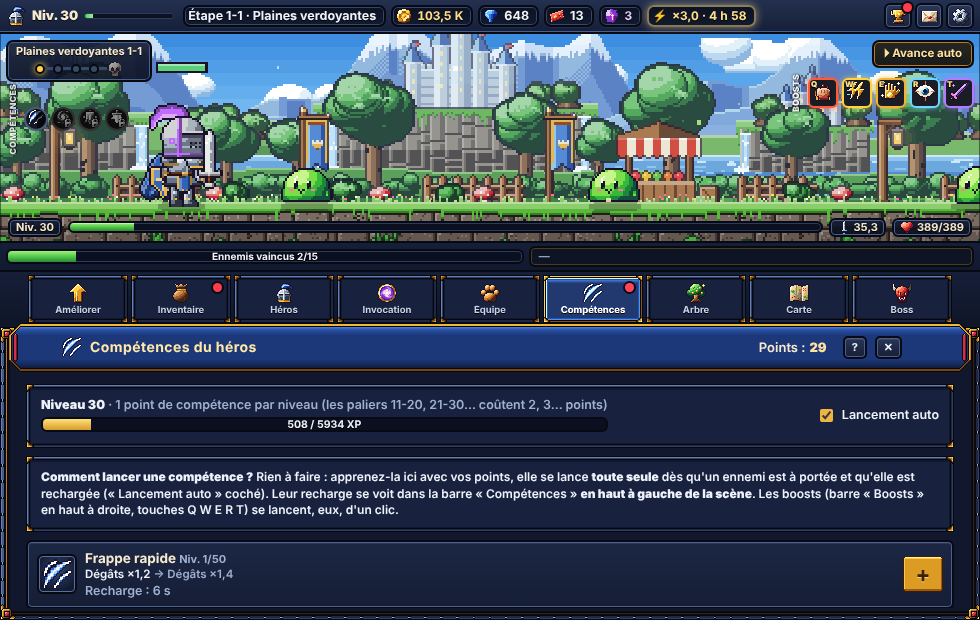 Niv. 30
Étape 1-1 · Plaines verdoyantes
103,5 K
648
13
3
×3,0 · 4 h 58
Plaines verdoyantes 1-1
Avance auto
COMPÉTENCES
BOOSTS
Q
W
E
R
T
Niv. 30
35,3
389/389
Ennemis vaincus 2/15
—
Améliorer
Inventaire
Héros
Invocation
Equipe
Compétences
Arbre
Carte
Boss
Compétences du héros
Points : 29
?
×
Niveau 30 · 1 point de compétence par niveau (les paliers 11-20, 21-30... coûtent 2, 3... points)
508 / 5934 XP
Lancement auto
Comment lancer une compétence ? Rien à faire : apprenez-la ici avec vos points, elle se lance toute seule dès qu'un ennemi est à portée et qu'elle est
rechargée (« Lancement auto » coché). Leur recharge se voit dans la barre « Compétences » en haut à gauche de la scène. Les boosts (barre « Boosts »
en haut à droite, touches Q W E R T) se lancent, eux, d'un clic.
Frappe rapide Niv. 1/50
Dégâts ×1,2 → Dégâts ×1,4
Recharge : 6 s
+